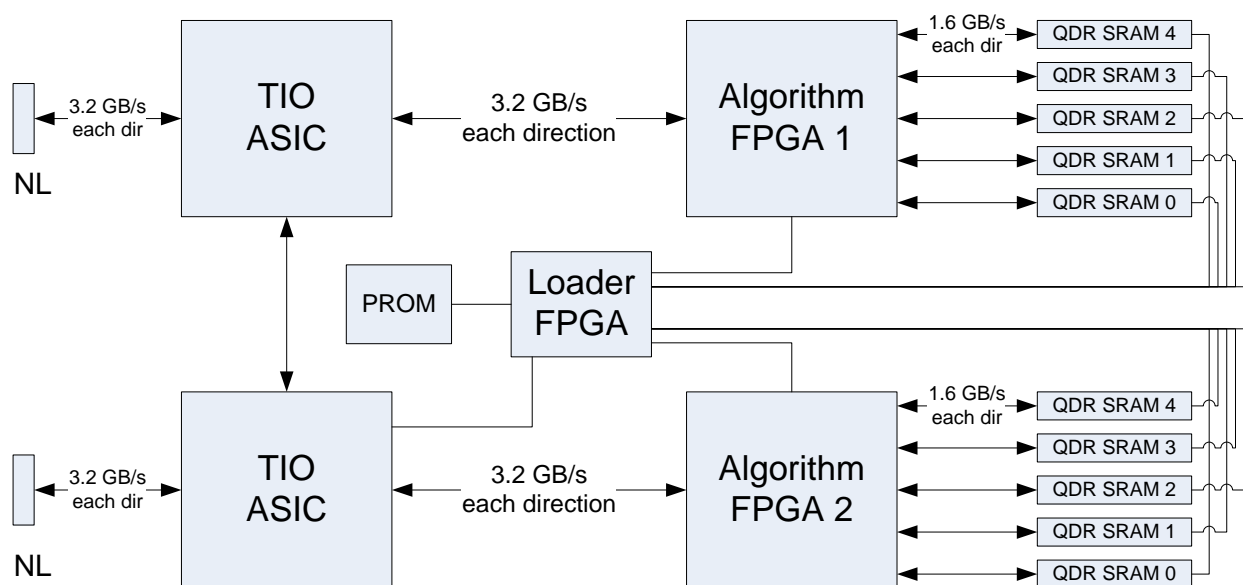 1.6 GB/s
each dir
QDR SRAM 4
QDR SRAM 3
QDR SRAM 2
QDR SRAM 1
QDR SRAM 0
3.2 GB/s
each dir
NL
TIO
ASIC
3.2 GB/s
each direction
Algorithm
FPGA 1
PROM
Loader
FPGA
3.2 GB/s
each dir
NL
TIO
ASIC
3.2 GB/s
each direction
Algorithm
FPGA 2
1.6 GB/s
each dir
QDR SRAM 4
QDR SRAM 3
QDR SRAM 2
QDR SRAM 1
QDR SRAM 0